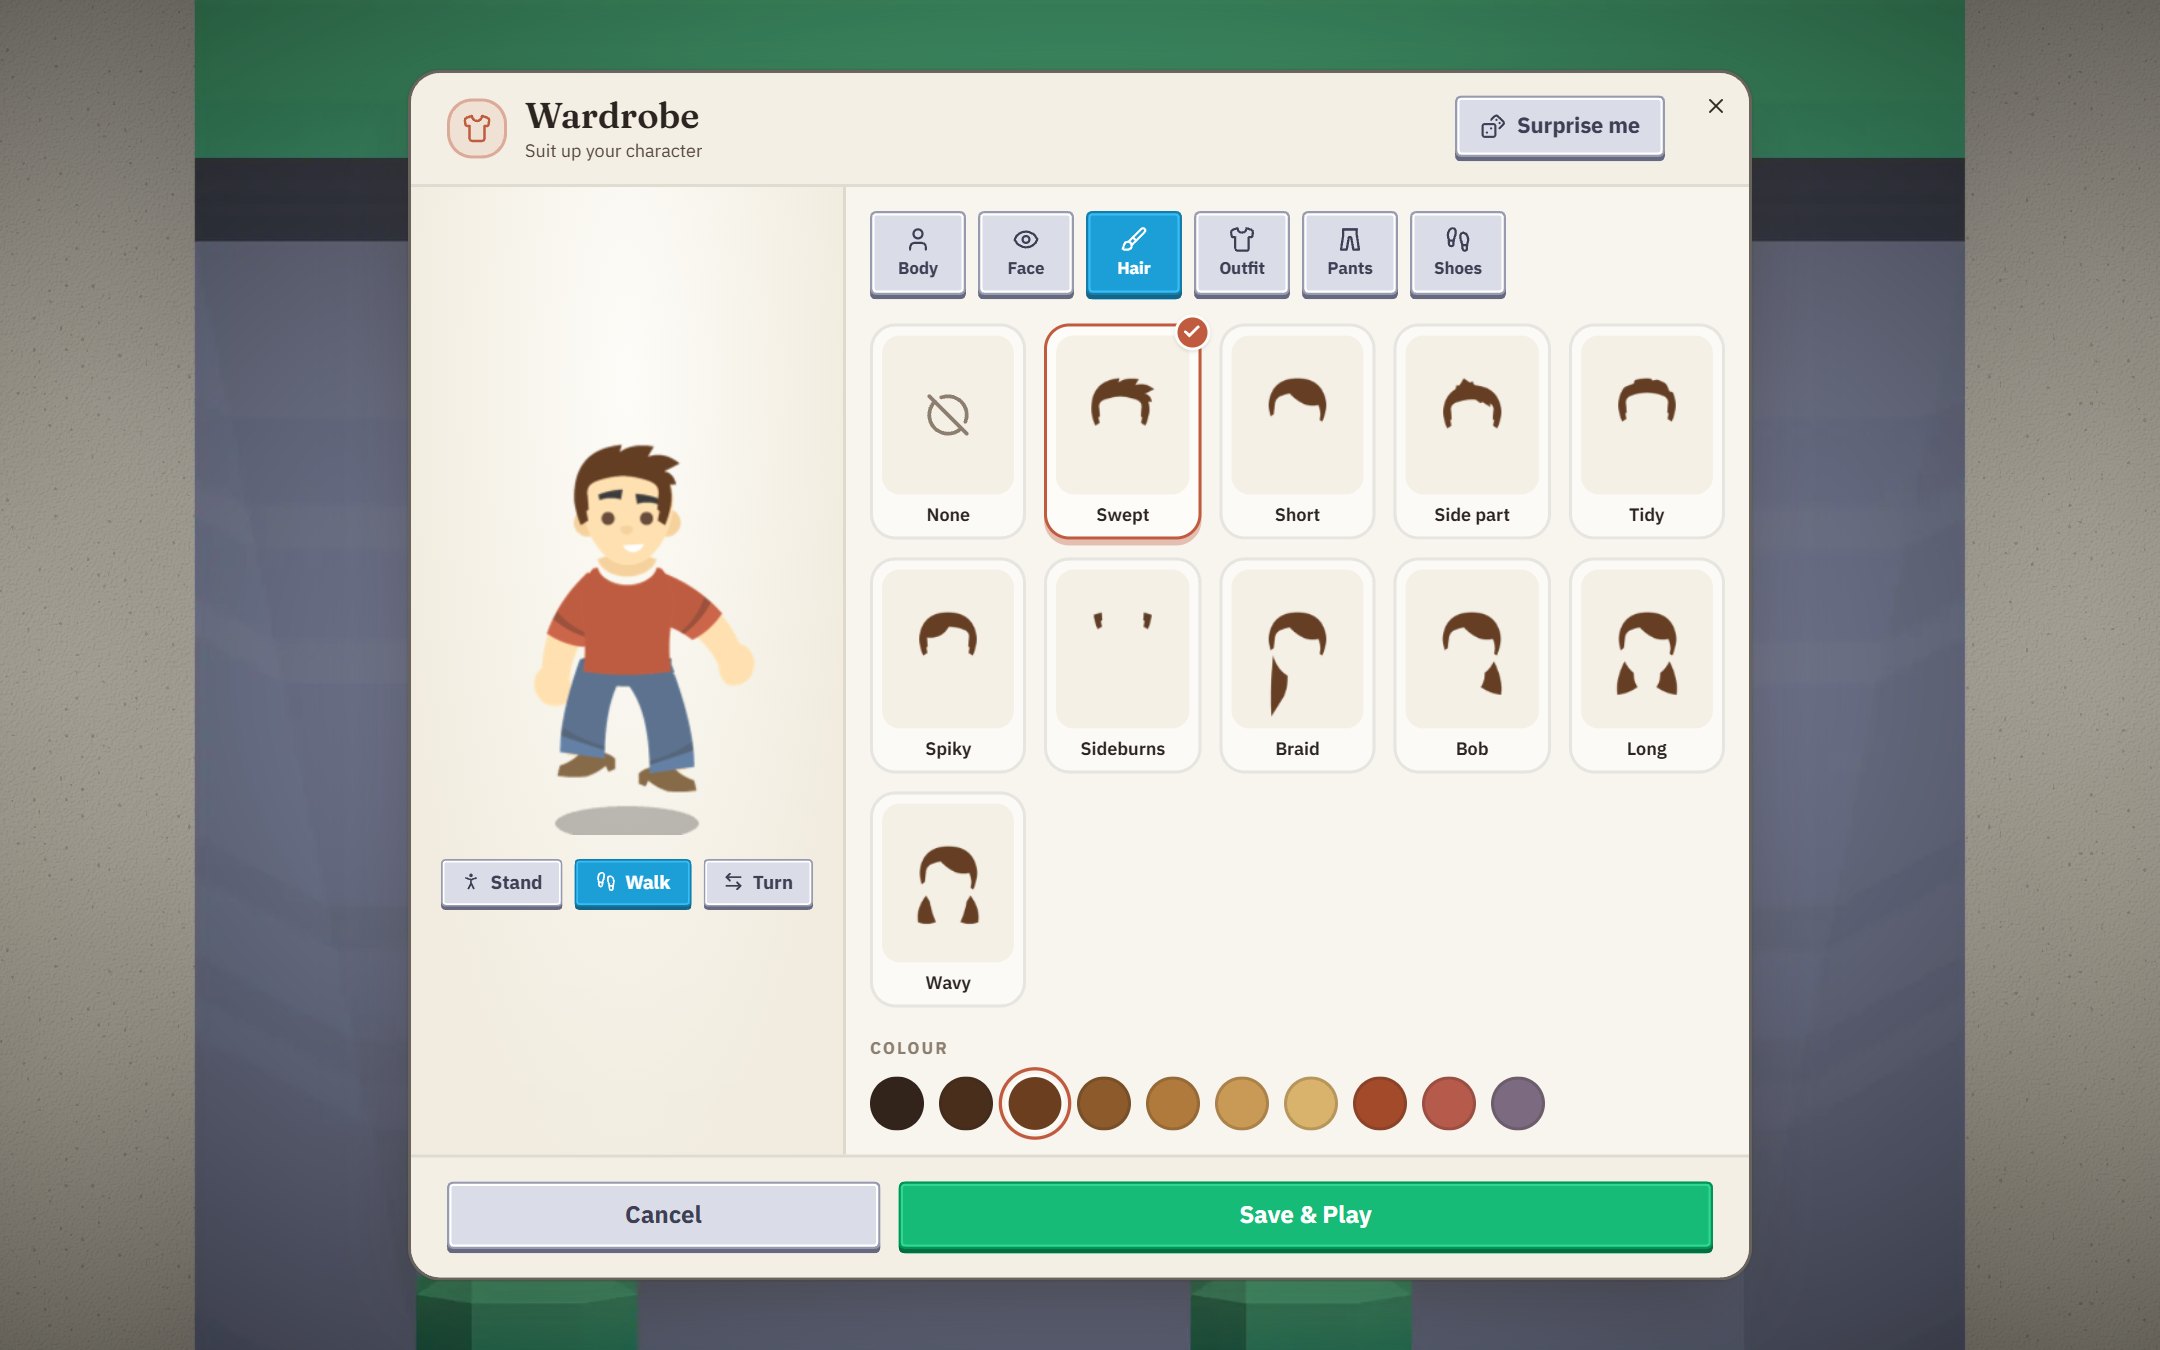 Wardrobe
Suit up your character
Surprise me
Body
Face
Hair
Outfit
Pants
Shoes
None
Swept
Short
Side part
Tidy
Spiky
Sideburns
Braid
Bob
Long
Wavy
Stand
Walk
Turn
COLOUR
Cancel
Save & Play